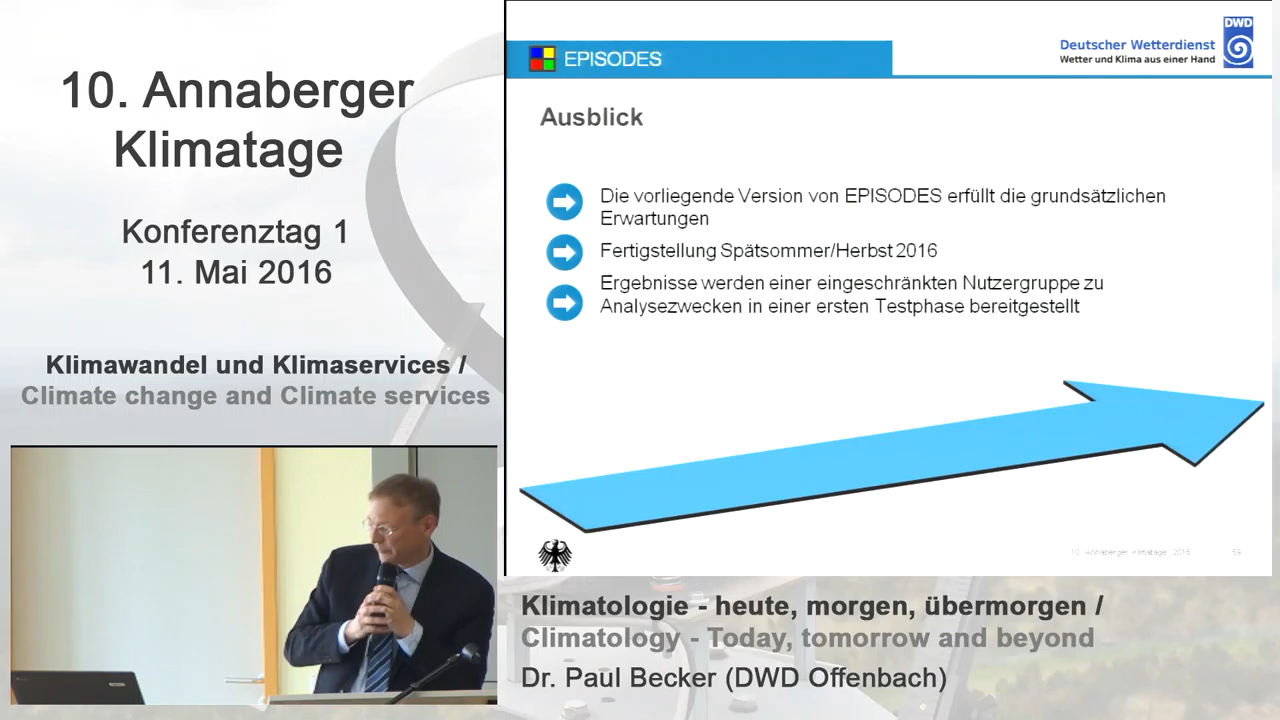 10. Annaberger
Klimatage
Konferenztag 1
11. Mai 2016
Klimawandel und Klimaservices /
Climate change and Climate services
EPISODES
DWD
Deutscher Wetterdienst
Wetter und Klima aus einer Hand
Ausblick
Die vorliegende Version von EPISODES erfüllt die grundsätzlichen
Erwartungen
Fertigstellung Spätsommer/Herbst 2016
Ergebnisse werden einer eingeschränkten Nutzergruppe zu
Analysezwecken in einer ersten Testphase bereitgestellt
10. Annaberger Klimatage 2016
59
Klimatologie - heute, morgen, übermorgen /
Climatology - Today, tomorrow and beyond
Dr. Paul Becker (DWD Offenbach)